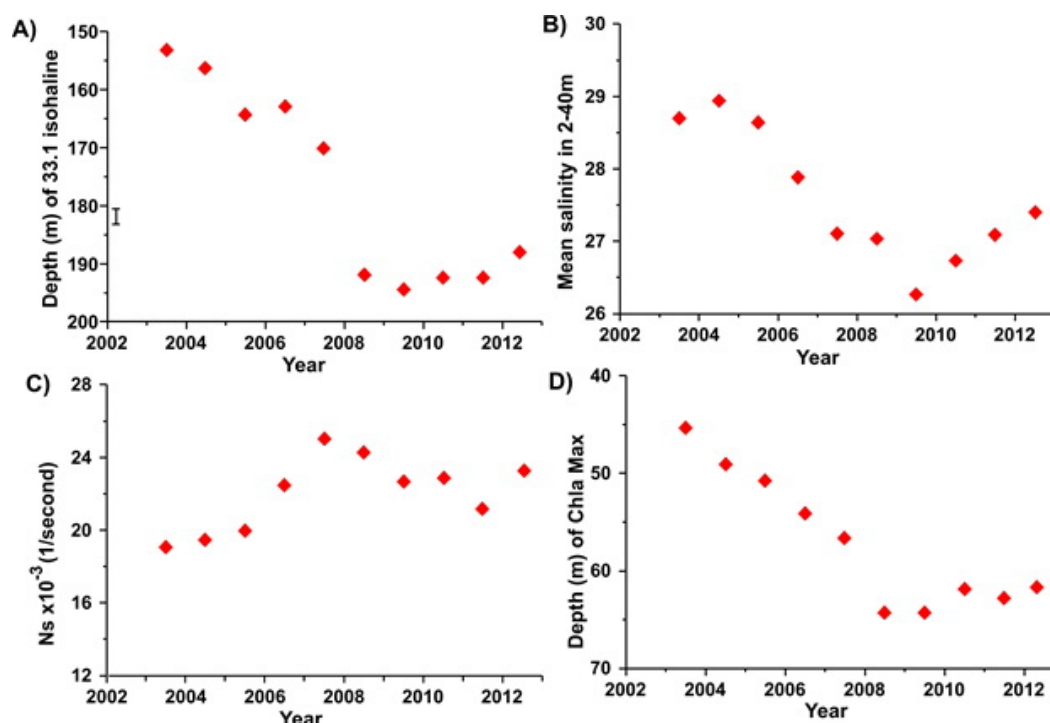 A)
Depth (m) of 33.1 isohaline
150
160
170
180
190
200
2002 2004 2006 2008 2010 2012
Year
B)
Mean salinity in 2-40m
30
29
28
27
26
2002 2004 2006 2008 2010 2012
Year
C)
Ns x10⁻³ (1/second)
28
24
20
16
12
2002 2004 2006 2008 2010 2012
Year
D)
Depth (m) of Chla Max
40
50
60
70
2002 2004 2006 2008 2010 2012
Year